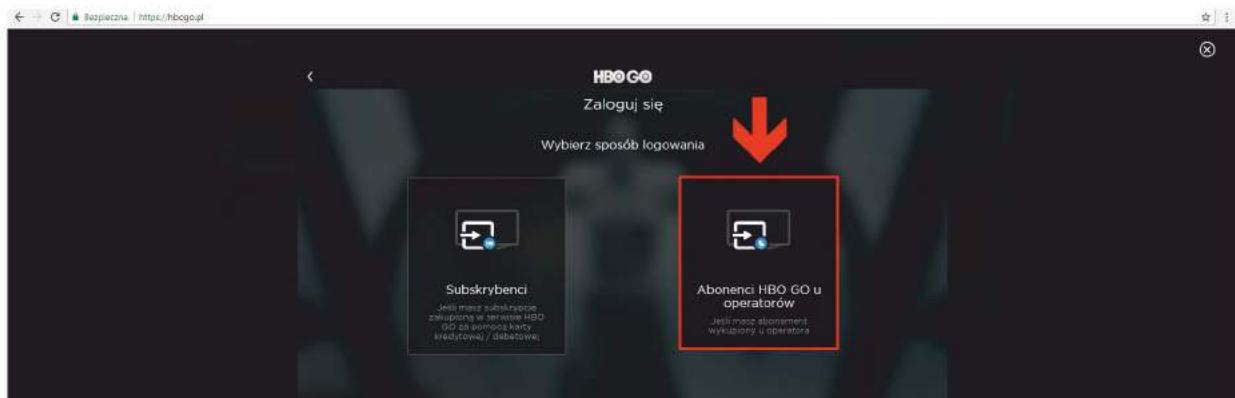 Bezpieczna | https://hbogo.pl
HBO GO
Zaloguj się
Wybierz sposób logowania
Subskrybenci
Jeśli masz subskrypcję
zakupioną w serwisie HBO
GO za pomocą karty
kredytowej / debetowej
Abonenci HBO GO u
operatorów
Jeśli masz abonament
wykupiony u operatora